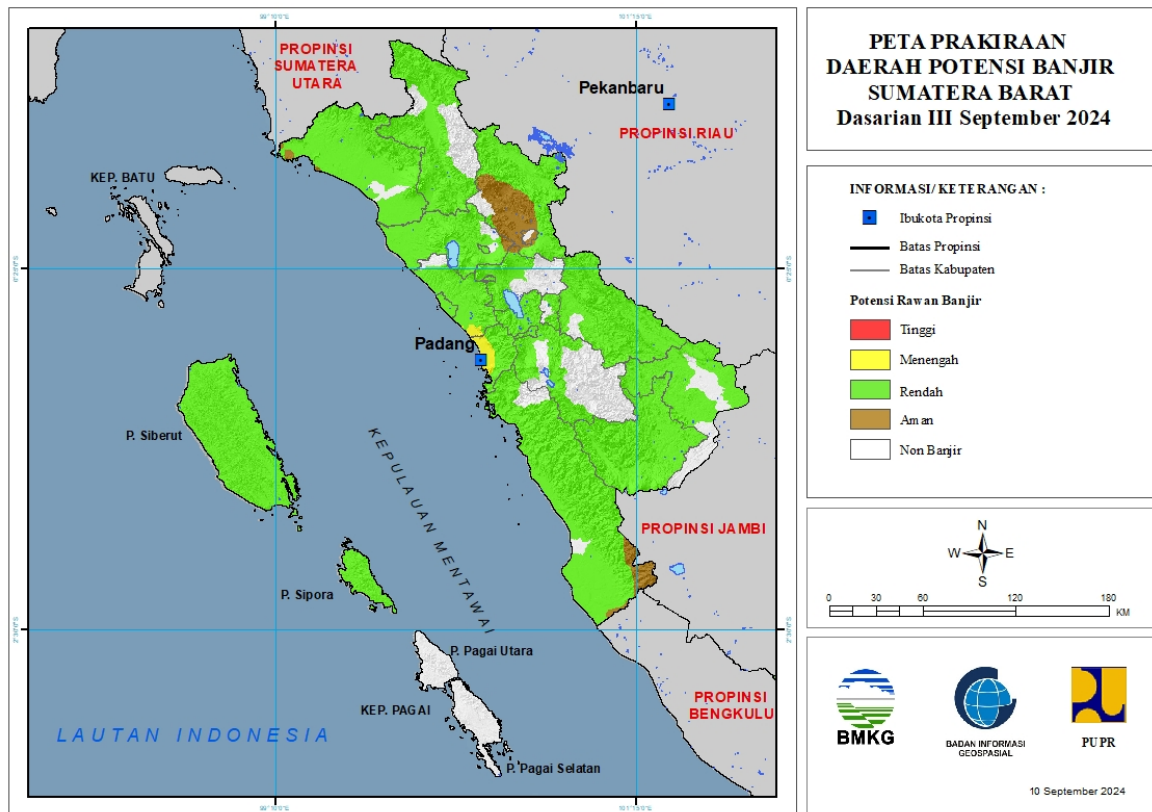 PETA PRAKIRAAN
DAERAH POTENSI BANJIR
SUMATERA BARAT
Dasarian III September 2024
INFORMASI/ KETERANGAN :
Ibukota Propinsi
Batas Propinsi
Batas Kabupaten
Potensi Rawan Banjir
Tinggi
Menengah
Rendah
Aman
Non Banjir
N
W E
S
0 30 60 120 180
KM
BMKG
BADAN INFORMASI
GEOSPASIAL
PUPR
10 September 2024
PROPINSI
SUMATERA
UTARA
Pekanbaru
PROPINSI RIAU
KEP. BATU
Padang
P. Siberut
KEPULAUAN MENTAWAI
PROPINSI JAMBI
P. Sipora
P. Pagai Utara
KEP. PAGAI
PROPINSI
BENGKULU
LAUTAN INDONESIA
P. Pagai Selatan